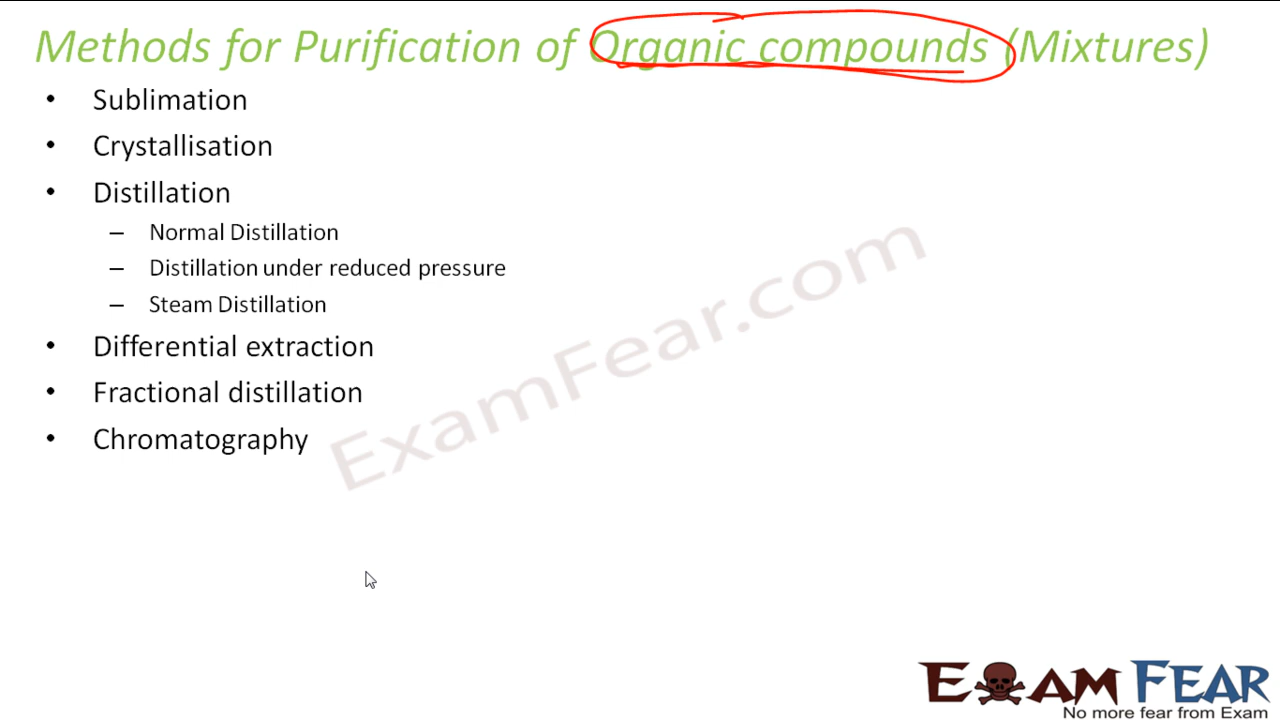 Methods for Purification of Organic compounds (Mixtures)
• Sublimation
• Crystallisation
• Distillation
– Normal Distillation
– Distillation under reduced pressure
– Steam Distillation
• Differential extraction
• Fractional distillation
• Chromatography
ExamFear.com
EXAM FEAR
No more fear from Exam